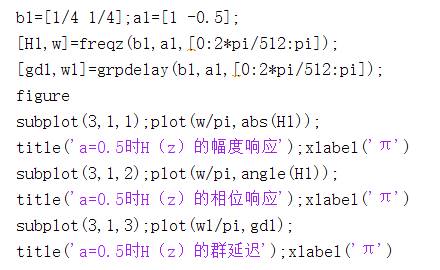 b1=[1/4 1/4];a1=[1 -0.5];
[H1,w]=freqz(b1,a1,[0:2*pi/512:pi]);
[gd1,w1]=grpdelay(b1,a1,[0:2*pi/512:pi]);
figure
subplot(3,1,1);plot(w/pi,abs(H1));
title('a=0.5时H（z）的幅度响应');xlabel('π')
subplot(3,1,2);plot(w/pi,angle(H1));
title('a=0.5时H（z）的相位响应');xlabel('π')
subplot(3,1,3);plot(w1/pi,gd1);
title('a=0.5时H（z）的群延迟');xlabel('π')